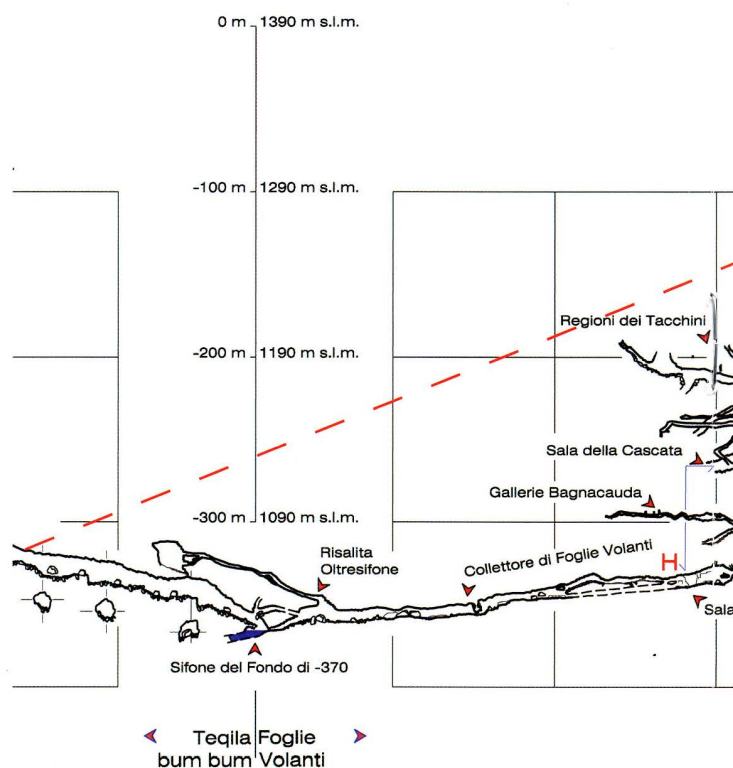 0 m 1390 m s.l.m.
-100 m 1290 m s.l.m.
Regioni dei Tacchini
-200 m 1190 m s.l.m.
Sala della Cascata
Gallerie Bagnacauda
-300 m 1090 m s.l.m.
Risalita
Oltresifone
Collettore di Foglie Volanti
H
Sala
Sifone del Fondo di -370
Teqila Foglie
bum bum Volanti